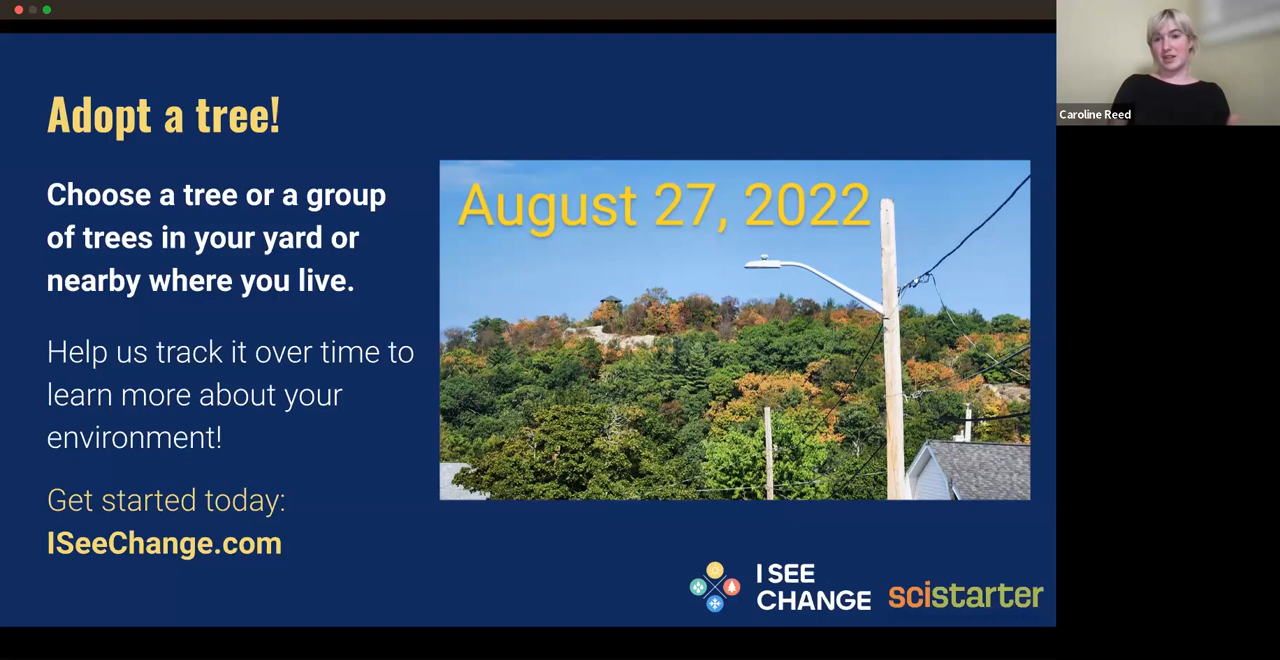 Adopt a tree!
Choose a tree or a group
of trees in your yard or
nearby where you live.
Help us track it over time to
learn more about your
environment!
Get started today:
ISeeChange.com
August 27, 2022
I SEE
CHANGE
scistarter
Caroline Reed